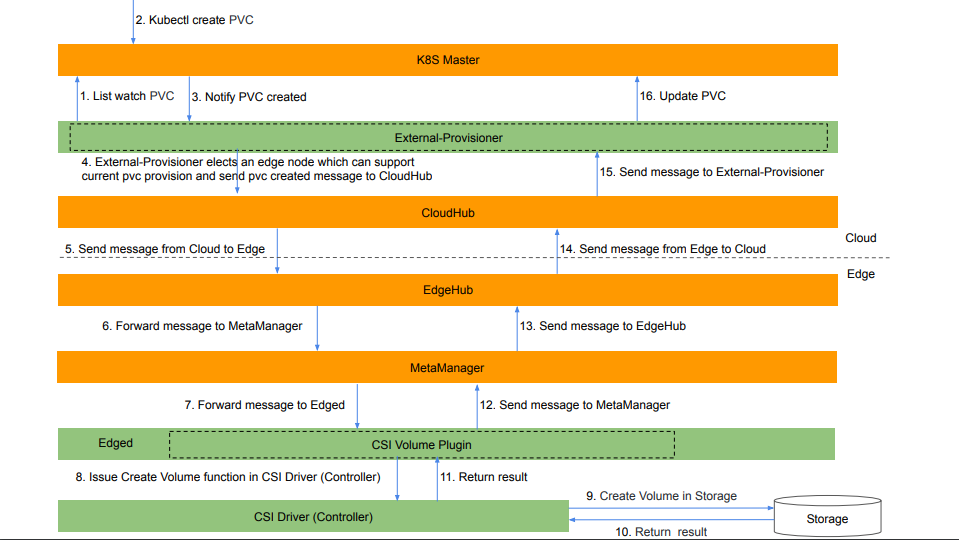 2. Kubectl create PVC
K8S Master
1. List watch PVC
3. Notify PVC created
16. Update PVC
External-Provisioner
4. External-Provisioner elects an edge node which can support
current pvc provision and send pvc created message to CloudHub
15. Send message to External-Provisioner
CloudHub
Cloud
5. Send message from Cloud to Edge
14. Send message from Edge to Cloud
Edge
EdgeHub
6. Forward message to MetaManager
13. Send message to EdgeHub
MetaManager
7. Forward message to Edged
12. Send message to MetaManager
Edged
CSI Volume Plugin
8. Issue Create Volume function in CSI Driver (Controller)
11. Return result
9. Create Volume in Storage
CSI Driver (Controller)
Storage
10. Return result